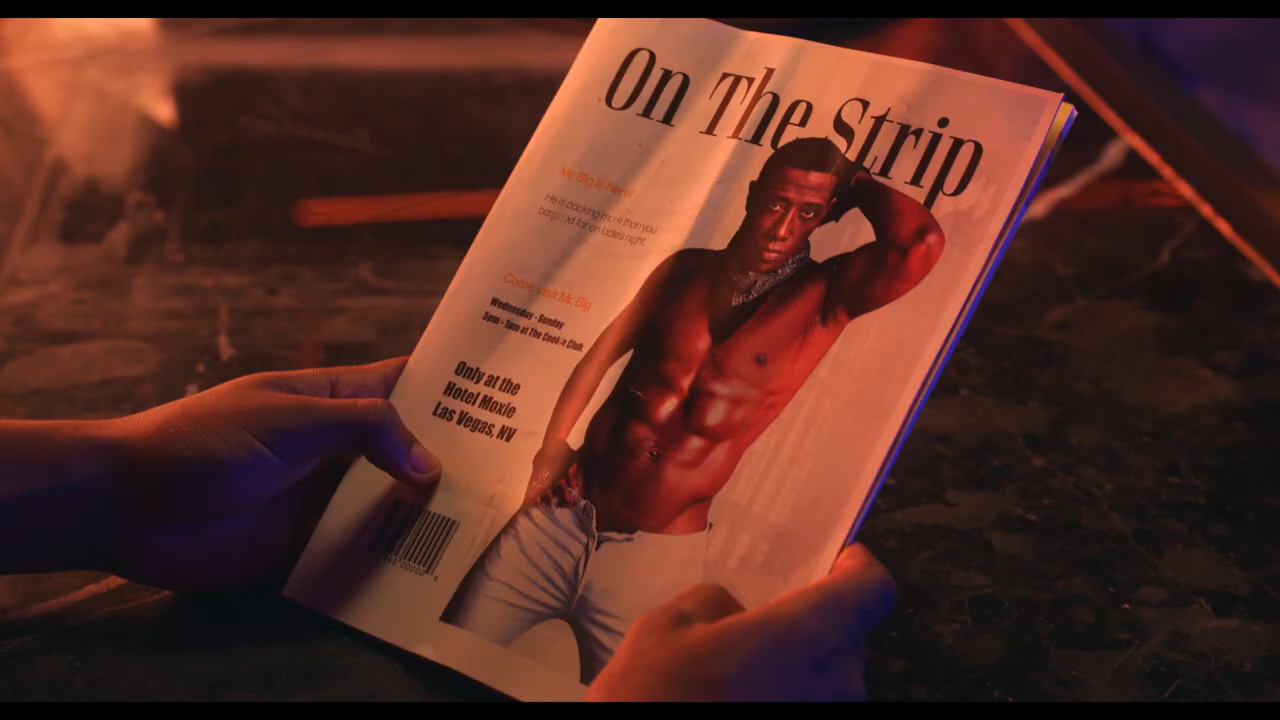 On The Strip
Mr. Big is here!
He is packing more than you
for on ladies night.
Come visit Mr. Big
Wednesday - Sunday
5pm - 1am at The Cookie Club.
Only at the
Hotel Moxie
Las Vegas, NV